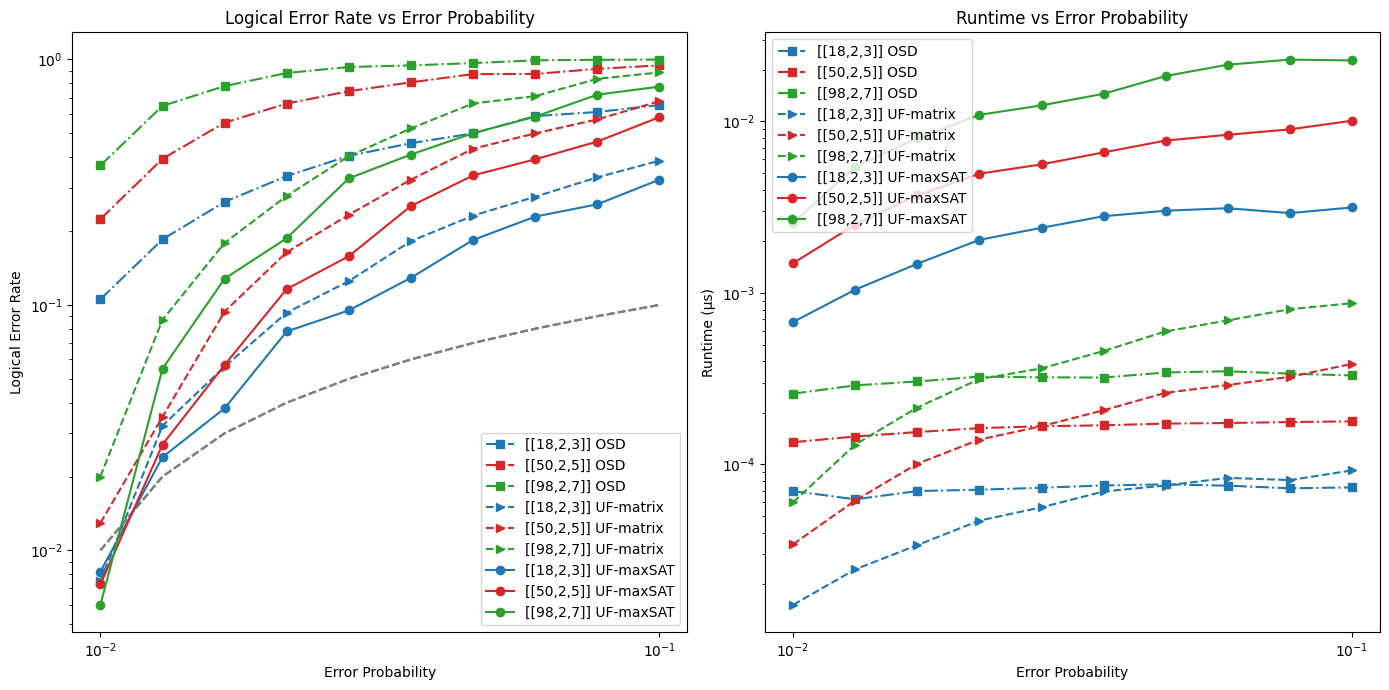 Logical Error Rate vs Error Probability
Logical Error Rate
10⁰
10⁻¹
10⁻²
[[18,2,3]] OSD
[[50,2,5]] OSD
[[98,2,7]] OSD
[[18,2,3]] UF-matrix
[[50,2,5]] UF-matrix
[[98,2,7]] UF-matrix
[[18,2,3]] UF-maxSAT
[[50,2,5]] UF-maxSAT
[[98,2,7]] UF-maxSAT
10⁻²
10⁻¹
Error Probability
Runtime vs Error Probability
Runtime (μs)
10⁻²
10⁻³
10⁻⁴
[[18,2,3]] OSD
[[50,2,5]] OSD
[[98,2,7]] OSD
[[18,2,3]] UF-matrix
[[50,2,5]] UF-matrix
[[98,2,7]] UF-matrix
[[18,2,3]] UF-maxSAT
[[50,2,5]] UF-maxSAT
[[98,2,7]] UF-maxSAT
10⁻²
10⁻¹
Error Probability